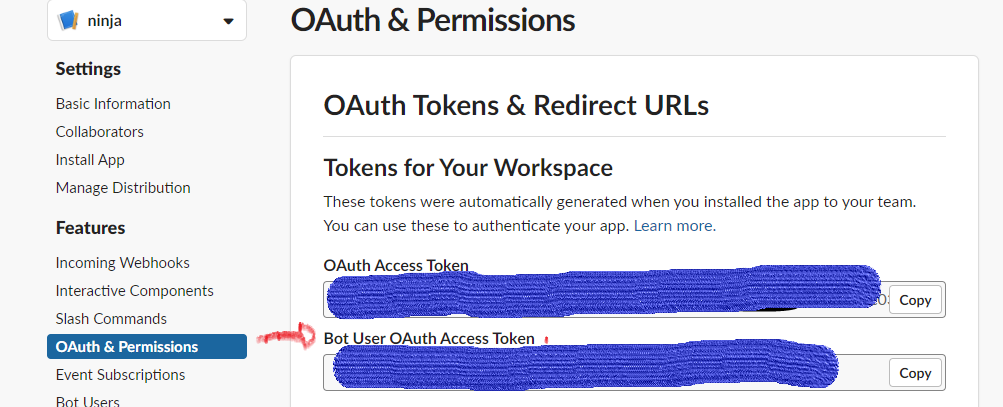 ninja
OAuth & Permissions
Settings
Basic Information
Collaborators
Install App
Manage Distribution
Features
Incoming Webhooks
Interactive Components
Slash Commands
OAuth & Permissions
Event Subscriptions
Bot Users
OAuth Tokens & Redirect URLs
Tokens for Your Workspace
These tokens were automatically generated when you installed the app to your team.
You can use these to authenticate your app. Learn more.
OAuth Access Token
Copy
Bot User OAuth Access Token
Copy